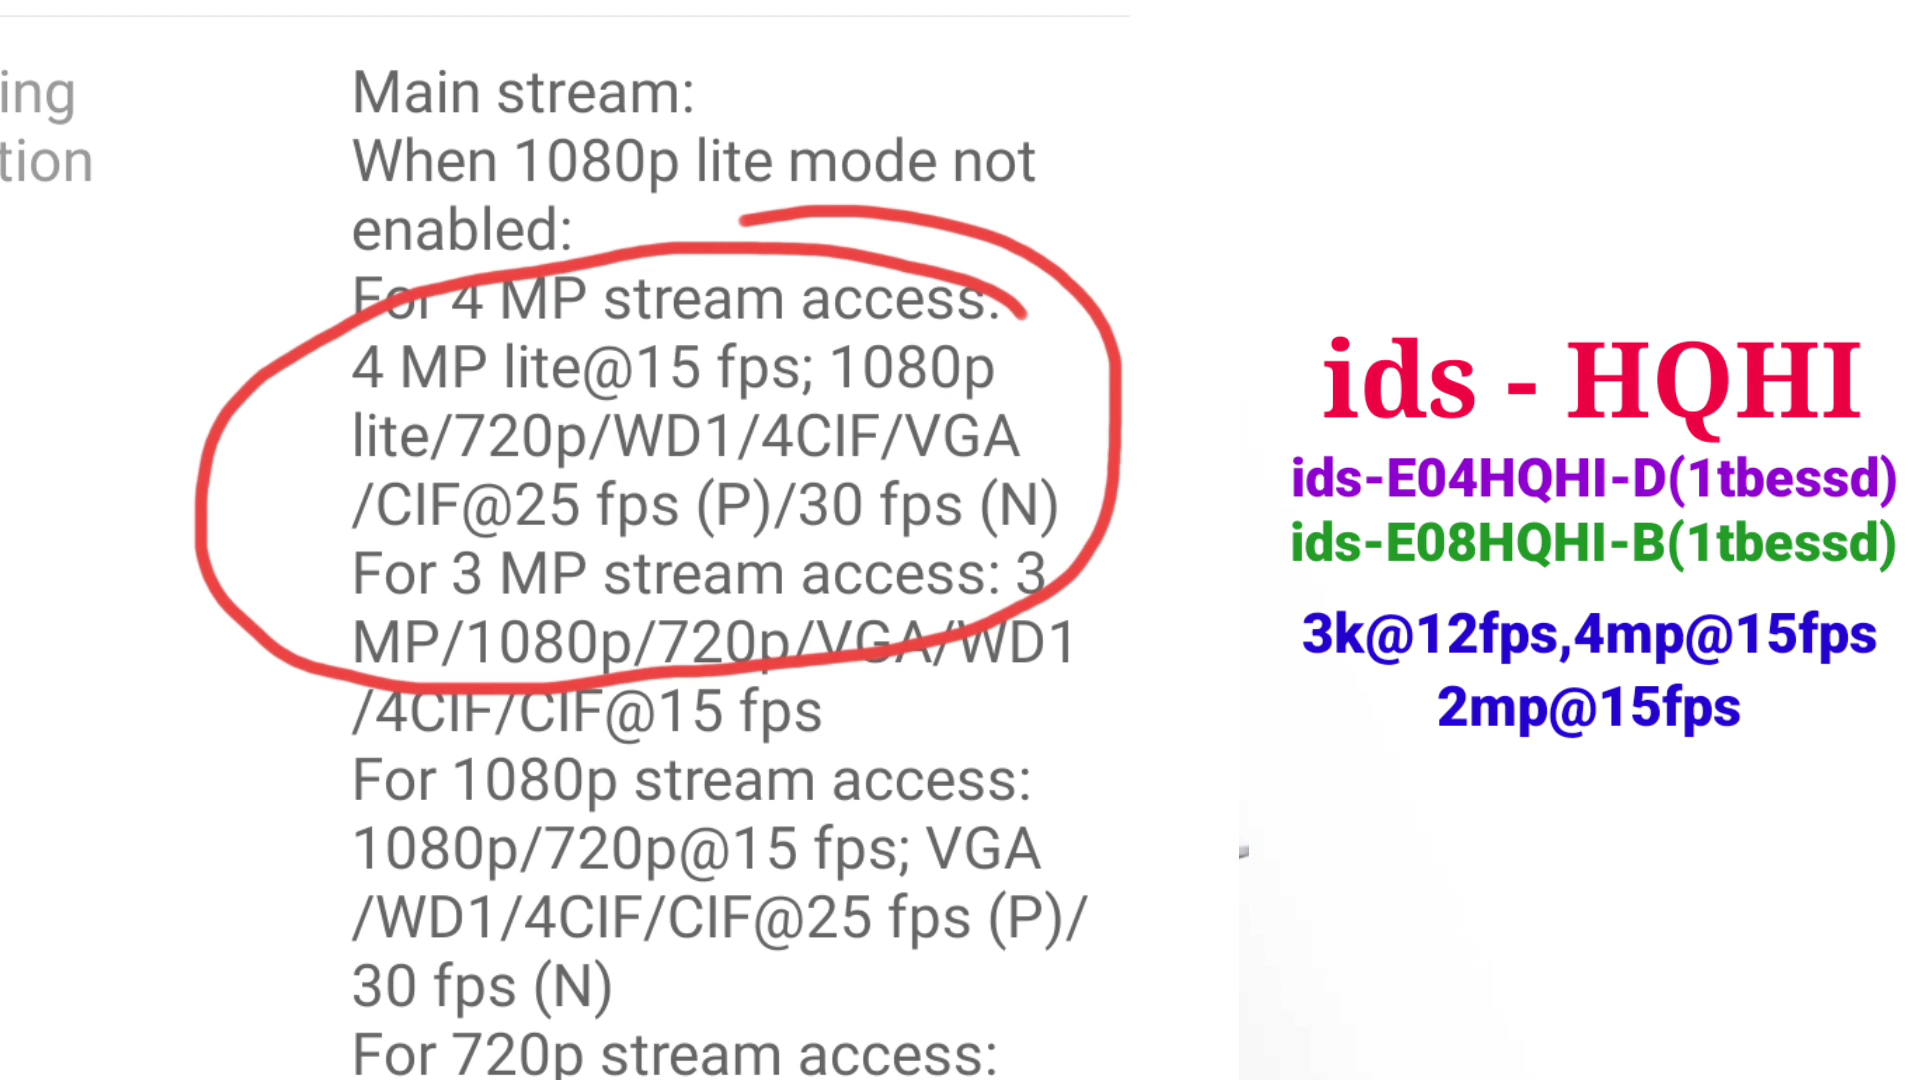 ing
tion
Main stream:
When 1080p lite mode not
enabled:
For 4 MP stream access:
4 MP lite@15 fps; 1080p
lite/720p/WD1/4CIF/VGA
/CIF@25 fps (P)/30 fps (N)
For 3 MP stream access: 3
MP/1080p/720p/VGA/WD1
/4CIF/CIF@15 fps
For 1080p stream access:
1080p/720p@15 fps; VGA
/WD1/4CIF/CIF@25 fps (P)/
30 fps (N)
For 720p stream access:
ids - HQHI
ids-E04HQHI-D(1tbessd)
ids-E08HQHI-B(1tbessd)
3k@12fps,4mp@15fps
2mp@15fps